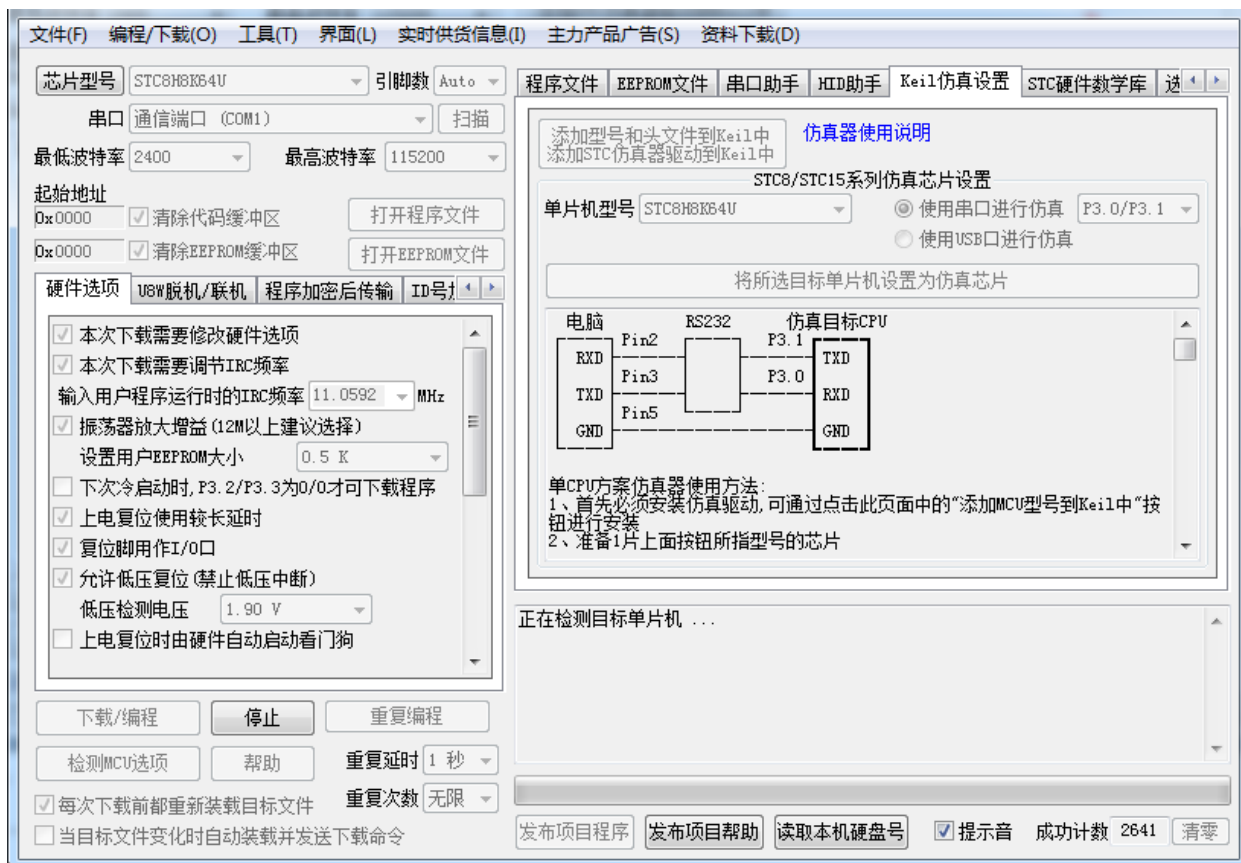 文件(F) 编程/下载(O) 工具(T) 界面(L) 实时供货信息(I) 主力产品广告(S) 资料下载(D)
芯片型号 STC8H8K64U 引脚数 Auto
串口 通信端口 (COM1) 扫描
最低波特率 2400 最高波特率 115200
起始地址
0x0000 清除代码缓冲区 打开程序文件
0x0000 清除EEPROM缓冲区 打开EEPROM文件
硬件选项 U8W脱机/联机 程序加密后传输 ID号
本次下载需要修改硬件选项
本次下载需要调节IRC频率
输入用户程序运行时的IRC频率 11.0592 MHz
振荡器放大增益(12M以上建议选择)
设置用户EEPROM大小 0.5 K
下次冷启动时,P3.2/P3.3为0/0才可下载程序
上电复位使用较长延时
复位脚用作I/O口
允许低压复位(禁止低压中断)
低压检测电压 1.90 V
上电复位时由硬件自动启动看门狗
下载/编程 停止 重复编程
检测MCU选项 帮助 重复延时 1 秒
每次下载前都重新装载目标文件 重复次数 无限
当目标文件变化时自动装载并发送下载命令
程序文件 EEPROM文件 串口助手 HID助手 Keil仿真设置 STC硬件数学库 选
添加型号和头文件到Keil中
添加STC仿真器驱动到Keil中
仿真器使用说明
STC8/STC15系列仿真芯片设置
单片机型号 STC8H8K64U 使用串口进行仿真 P3.0/P3.1
使用USB口进行仿真
将所选目标单片机设置为仿真芯片
电脑 RS232 仿真目标CPU
Pin2 P3.1
RXD TXD
Pin3 P3.0
TXD RXD
Pin5
GND GND
单CPU方案仿真器使用方法:
1、首先必须安装仿真驱动,可通过点击此页面中的“添加MCU型号到Keil中”按
钮进行安装
2、准备1片上面按钮所指型号的芯片
正在检测目标单片机 ...
发布项目程序 发布项目帮助 读取本机硬盘号 提示音 成功计数 2641 清零